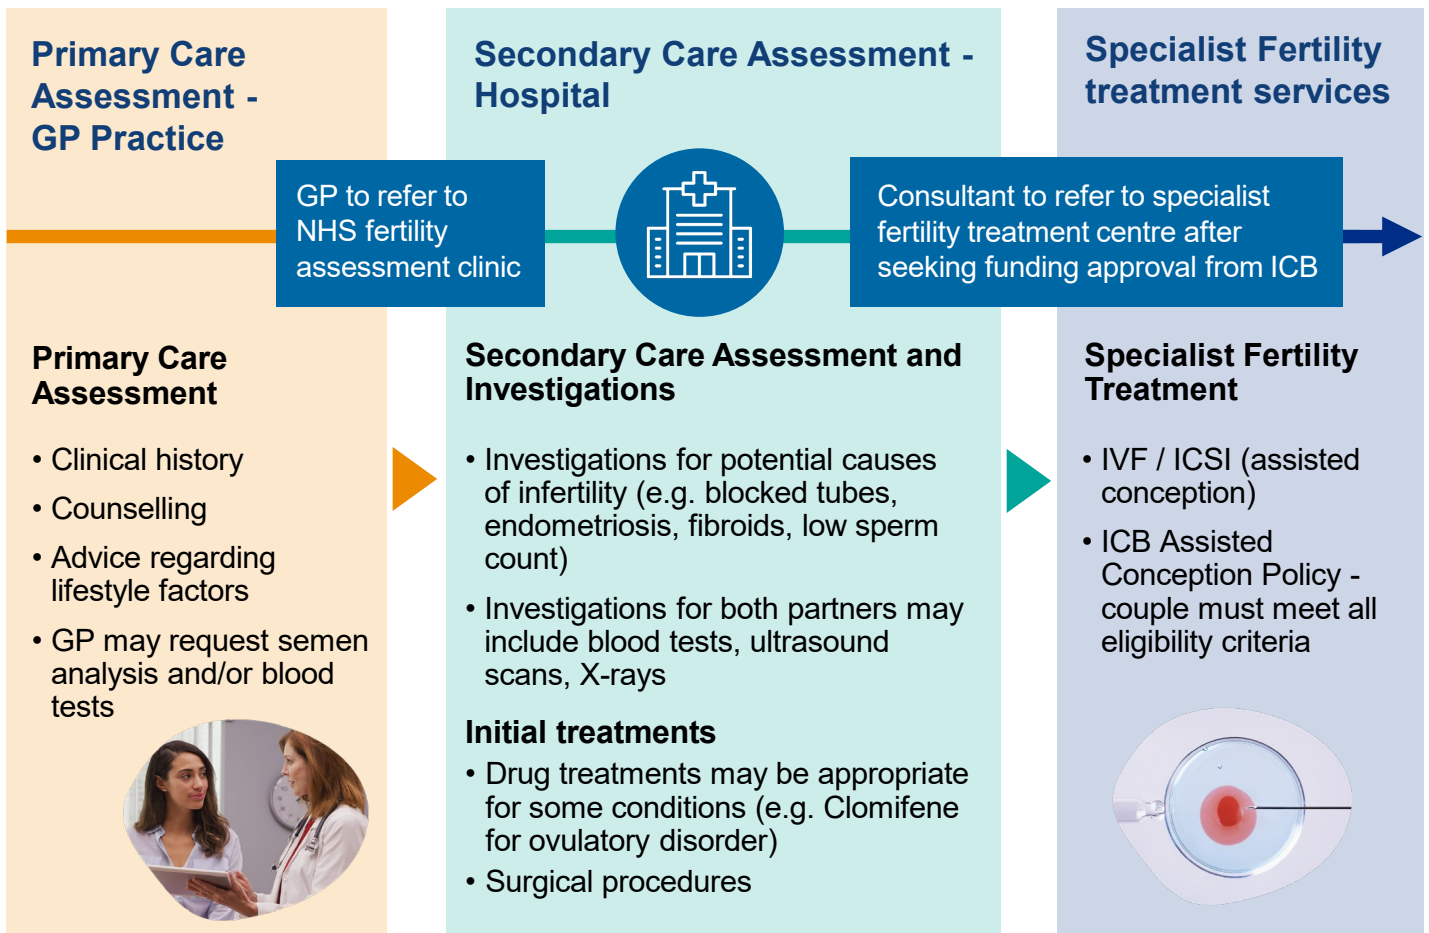 Primary Care
Assessment -
GP Practice
GP to refer to
NHS fertility
assessment clinic
Primary Care
Assessment
• Clinical history
• Counselling
• Advice regarding
lifestyle factors
• GP may request semen
analysis and/or blood
tests
Secondary Care Assessment -
Hospital
Secondary Care Assessment and
Investigations
• Investigations for potential causes
of infertility (e.g. blocked tubes,
endometriosis, fibroids, low sperm
count)
• Investigations for both partners may
include blood tests, ultrasound
scans, X-rays
Initial treatments
• Drug treatments may be appropriate
for some conditions (e.g. Clomifene
for ovulatory disorder)
• Surgical procedures
Consultant to refer to specialist
fertility treatment centre after
seeking funding approval from ICB
Specialist Fertility
treatment services
Specialist Fertility
Treatment
• IVF / ICSI (assisted
conception)
• ICB Assisted
Conception Policy -
couple must meet all
eligibility criteria